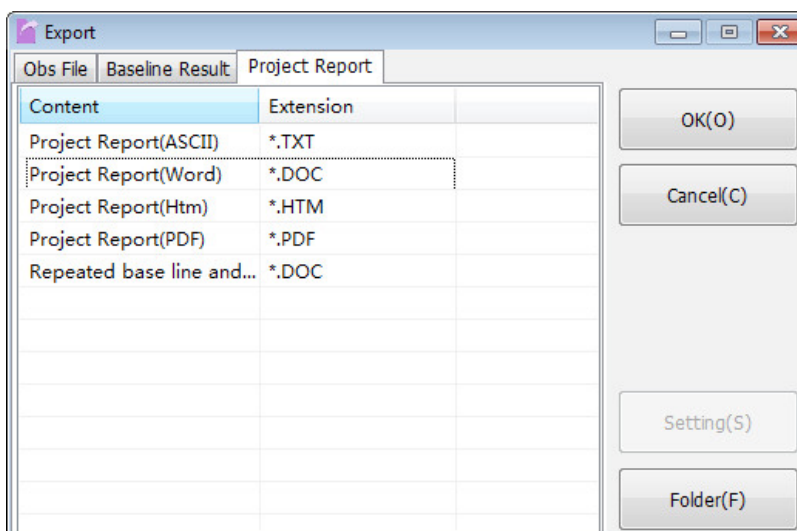 Export
Obs File Baseline Result Project Report
Content Extension
Project Report(ASCII) *.TXT
Project Report(Word) *.DOC
Project Report(Htm) *.HTM
Project Report(PDF) *.PDF
Repeated base line and... *.DOC
OK(O)
Cancel(C)
Setting(S)
Folder(F)